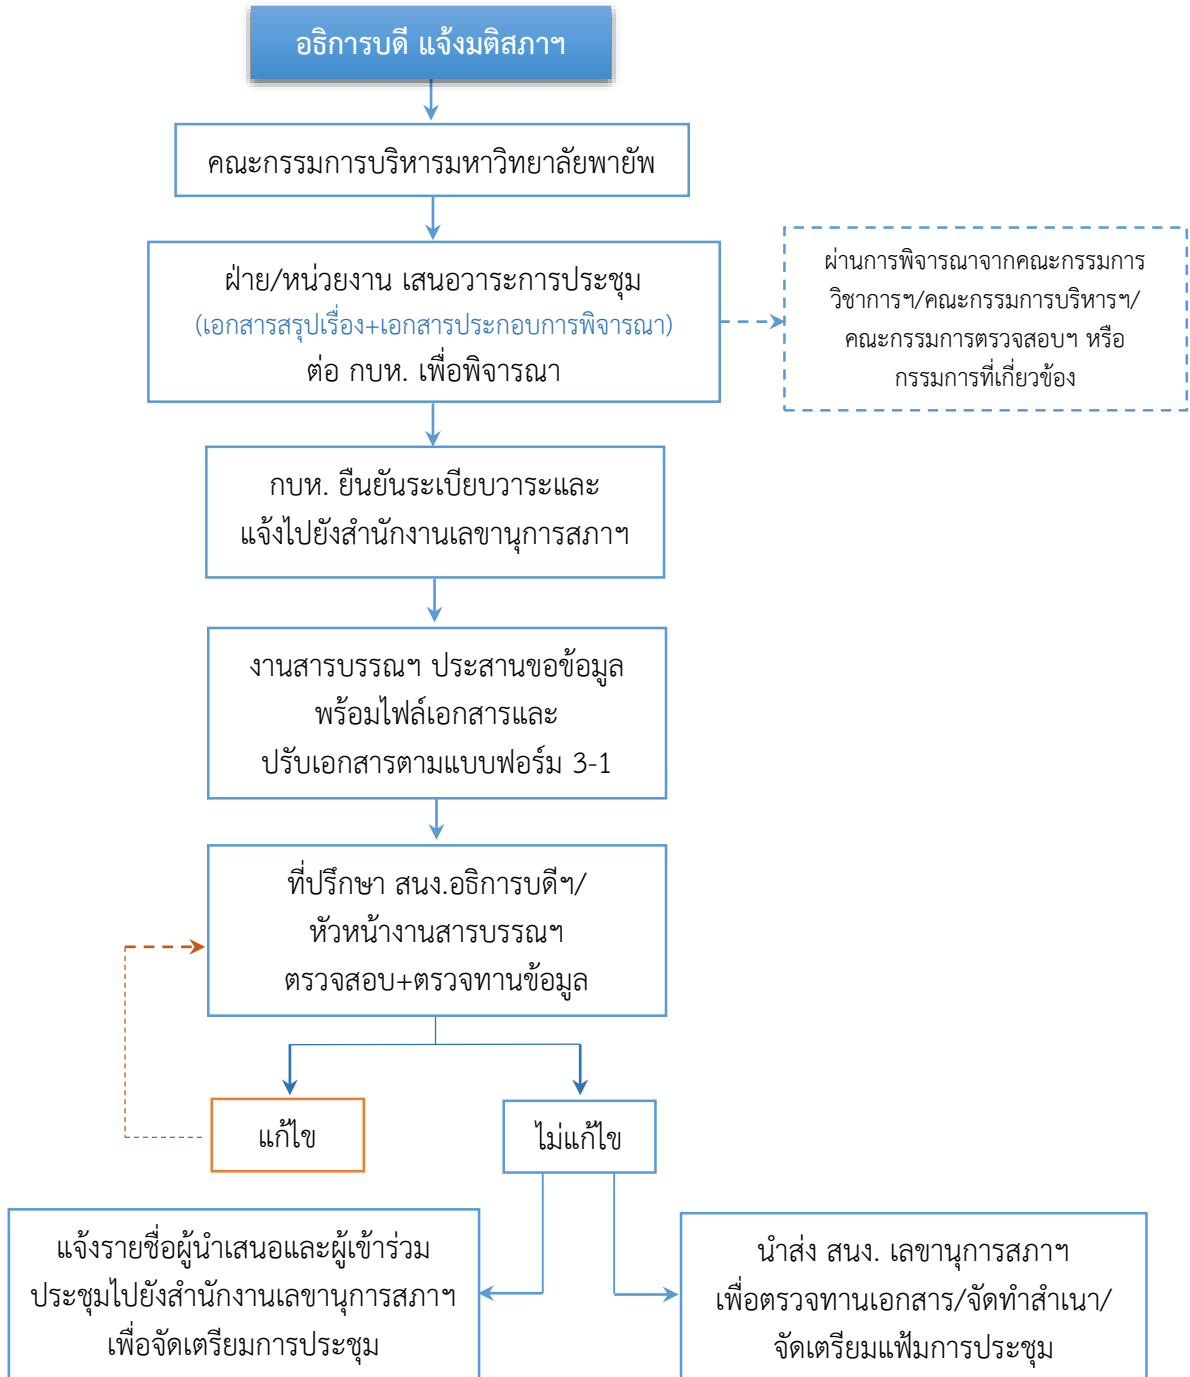 อธิการบดี แจ้งมติสภาฯ
คณะกรรมการบริหารมหาวิทยาลัยพายัพ
ฝ่าย/หน่วยงาน เสนอวาระการประชุม
(เอกสารสรุปเรื่อง+เอกสารประกอบการพิจารณา)
ต่อ กบห. เพื่อพิจารณา
ผ่านการพิจารณาจากคณะกรรมการ
วิชาการฯ/คณะกรรมการบริหารฯ/
คณะกรรมการตรวจสอบฯ หรือ
กรรมการที่เกี่ยวข้อง
กบห. ยืนยันระเบียบวาระและ
แจ้งไปยังสำนักงานเลขานุการสภาฯ
งานสารบรรณฯ ประสานขอข้อมูล
พร้อมไฟล์เอกสารและ
ปรับเอกสารตามแบบฟอร์ม 3-1
ที่ปรึกษา สนง.อธิการบดีฯ/
หัวหน้างานสารบรรณฯ
ตรวจสอบ+ตรวจทานข้อมูล
แก้ไข
ไม่แก้ไข
แจ้งรายชื่อผู้นำเสนอและผู้เข้าร่วม
ประชุมไปยังสำนักงานเลขานุการสภาฯ
เพื่อจัดเตรียมการประชุม
นำส่ง สนง. เลขานุการสภาฯ
เพื่อตรวจทานเอกสาร/จัดทำสำเนา/
จัดเตรียมแฟ้มการประชุม